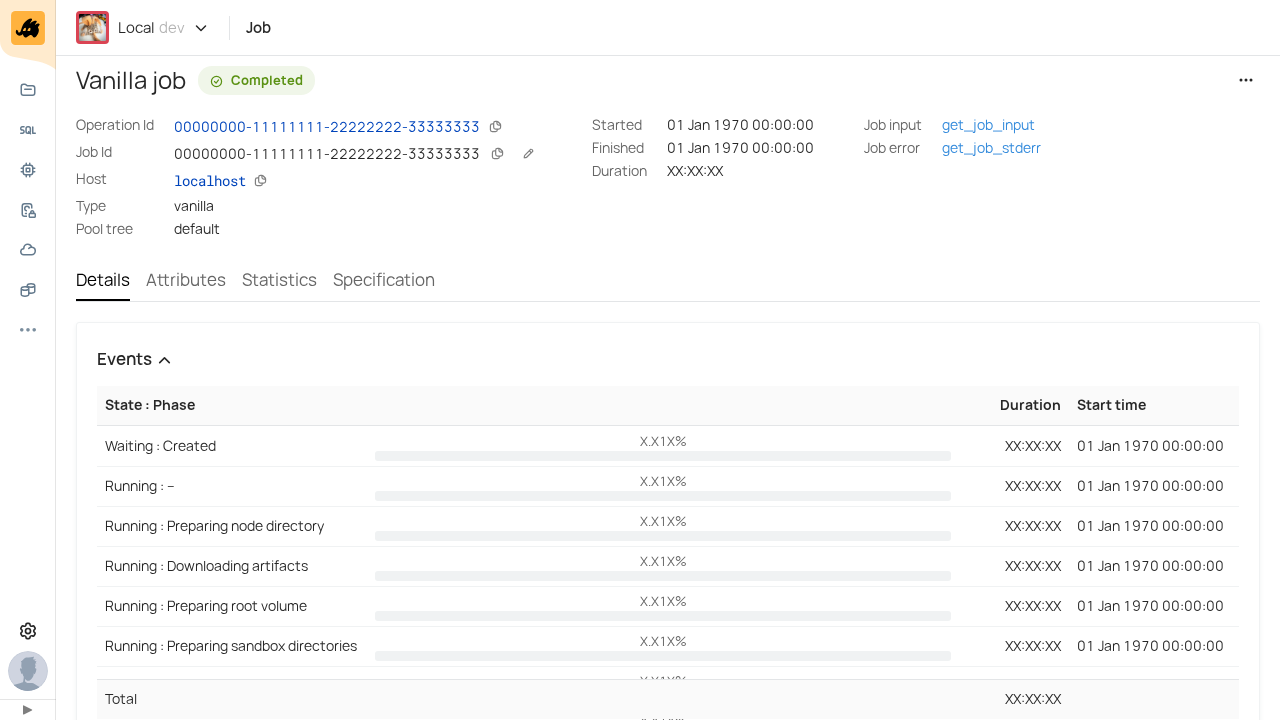 Local dev
Job
Vanilla job
Completed
Operation Id
00000000-11111111-22222222-33333333
Job Id
00000000-11111111-22222222-33333333
Host
localhost
Type
vanilla
Pool tree
default
Started
01 Jan 1970 00:00:00
Finished
01 Jan 1970 00:00:00
Duration
XX:XX:XX
Job input
get_job_input
Job error
get_job_stderr
SQL
Details
Attributes
Statistics
Specification
Events
State : Phase
Duration
Start time
Waiting : Created
X.X1X%
XX:XX:XX
01 Jan 1970 00:00:00
Running : –
X.X1X%
XX:XX:XX
01 Jan 1970 00:00:00
Running : Preparing node directory
X.X1X%
XX:XX:XX
01 Jan 1970 00:00:00
Running : Downloading artifacts
X.X1X%
XX:XX:XX
01 Jan 1970 00:00:00
Running : Preparing root volume
X.X1X%
XX:XX:XX
01 Jan 1970 00:00:00
Running : Preparing sandbox directories
X.X1X%
XX:XX:XX
01 Jan 1970 00:00:00
Total
XX:XX:XX